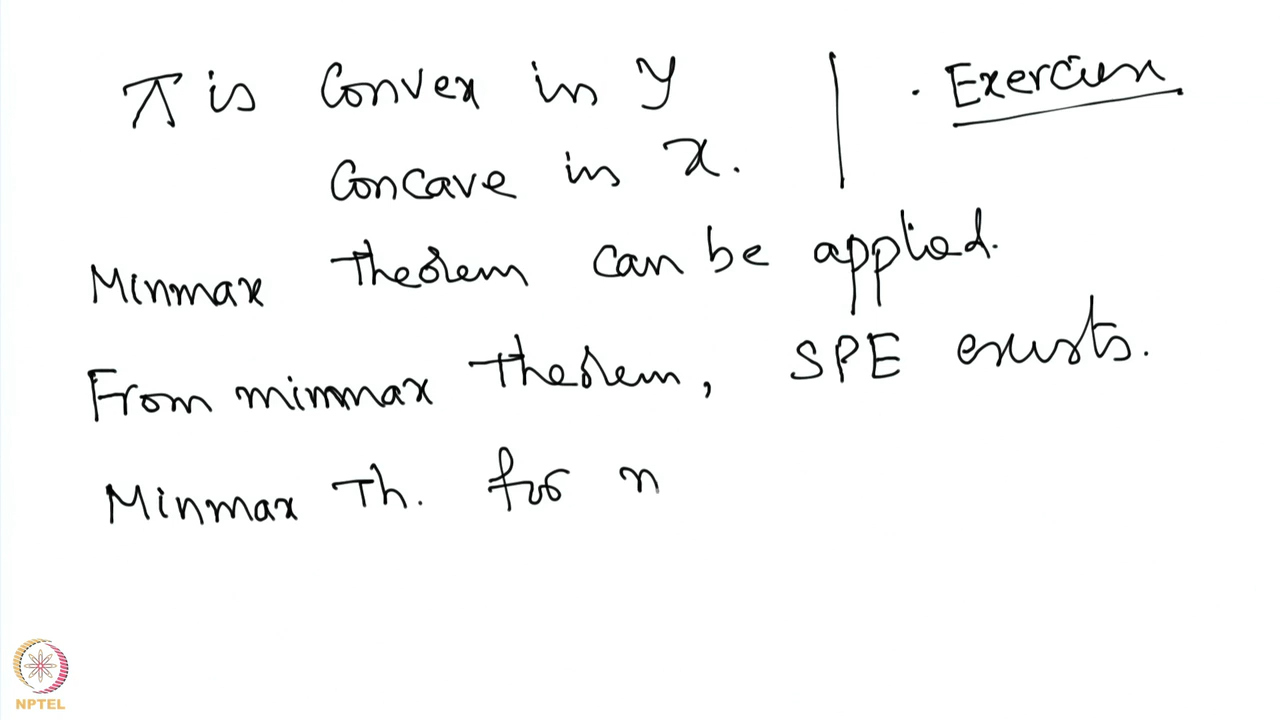 π is Convex in y
Concave in x.
. Exercise
Minmax theorem can be applied.
From minmax theorem, SPE exists.
Minmax Th. for n
NPTEL